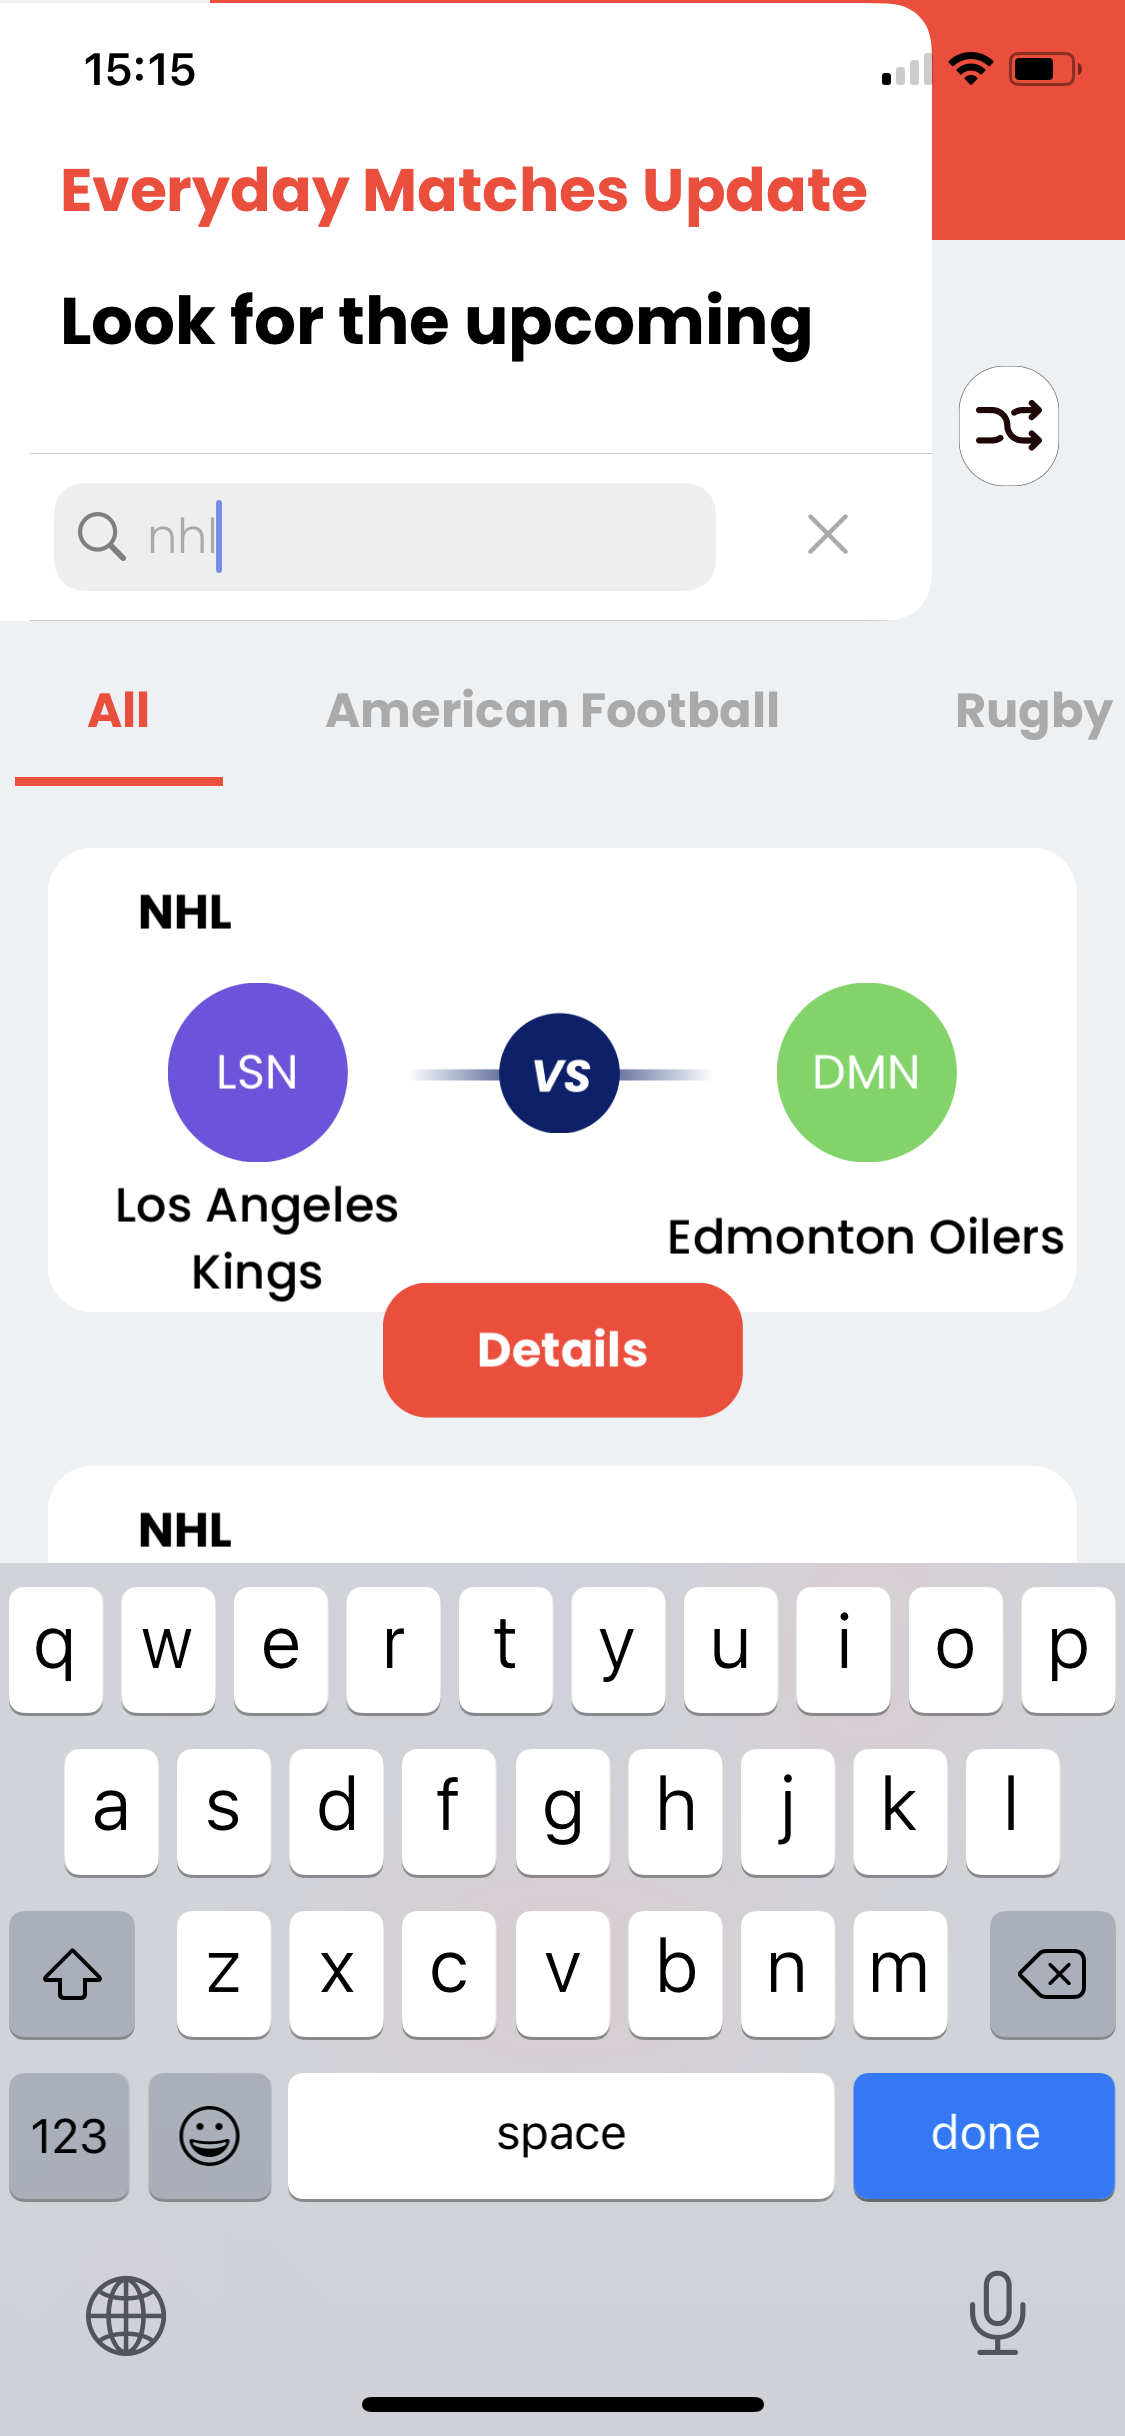 15:15
Everyday Matches Update
Look for the upcoming
nhl
All American Football Rugby
NHL
LSN VS DMN
Los Angeles
Kings
Edmonton Oilers
Details
NHL
q w e r t y u i o p
a s d f g h j k l
z x c v b n m
123 space done